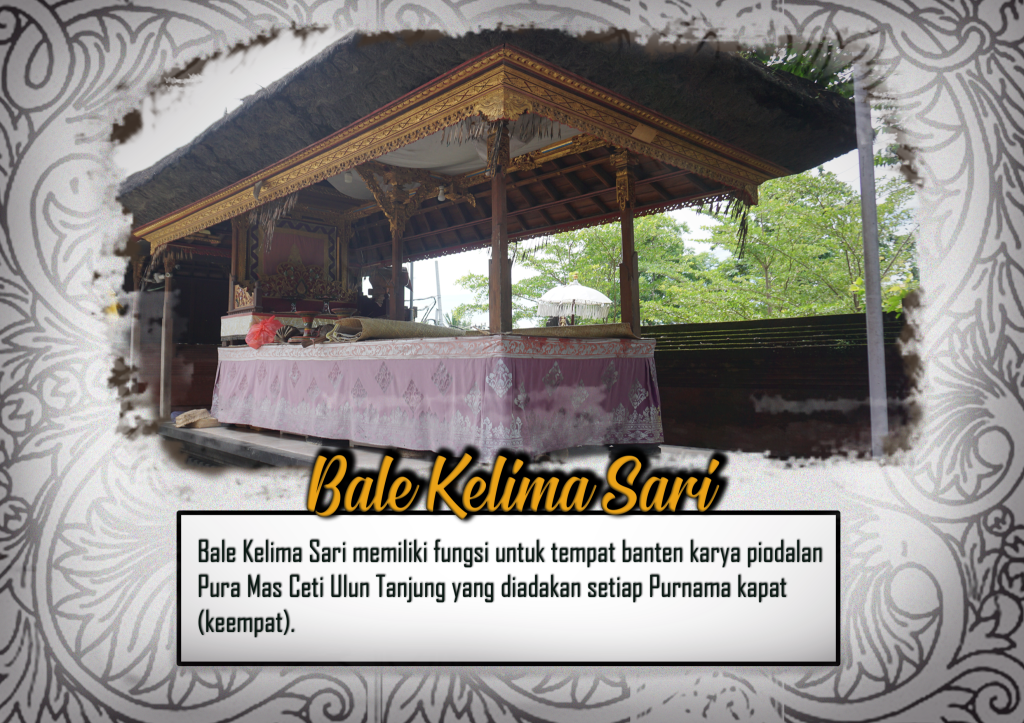 Bale Kelima Sari
Bale Kelima Sari memiliki fungsi untuk tempat banten karya piodalan
Pura Mas Ceti Ulun Tanjung yang diadakan setiap Purnama kapat
(keempat).